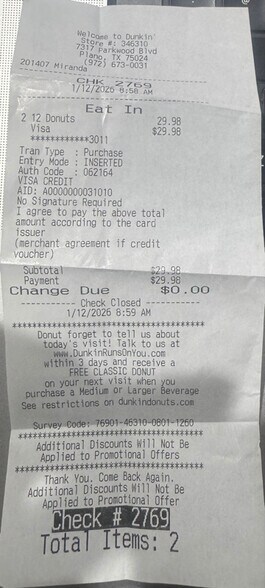 Welcome to Dunkin'
Store #: 346310
7317 Parkwood Blvd
Plano, TX 75024
(972) 673-0031
201407 Miranda
CHK 2769
1/12/2026 8:58 AM
Eat In
2 12 Donuts 29.98
Visa $29.98
************3011
Tran Type : Purchase
Entry Mode : INSERTED
Auth Code : 062164
VISA CREDIT
AID: A0000000031010
No Signature Required
I agree to pay the above total
amount according to the card
issuer
(merchant agreement if credit
voucher)
Subtotal $29.98
Payment $29.98
Change Due $0.00
----------- Check Closed -----------
1/12/2026 8:59 AM
************************************
Donut forget to tell us about
today's visit! Talk to us at
www.DunkinRunsOnYou.com
within 3 days and receive a
FREE CLASSIC DONUT
on your next visit when you
purchase a Medium or Larger Beverage
See restrictions on dunkindonuts.com
Survey Code: 76901-46310-0801-1260
************************************
Additional Discounts Will Not Be
Applied to Promotional Offers
************************************
Thank You. Come Back Again.
Additional Discounts Will Not Be
Applied to Promotional Offer
Check # 2769
Total Items: 2